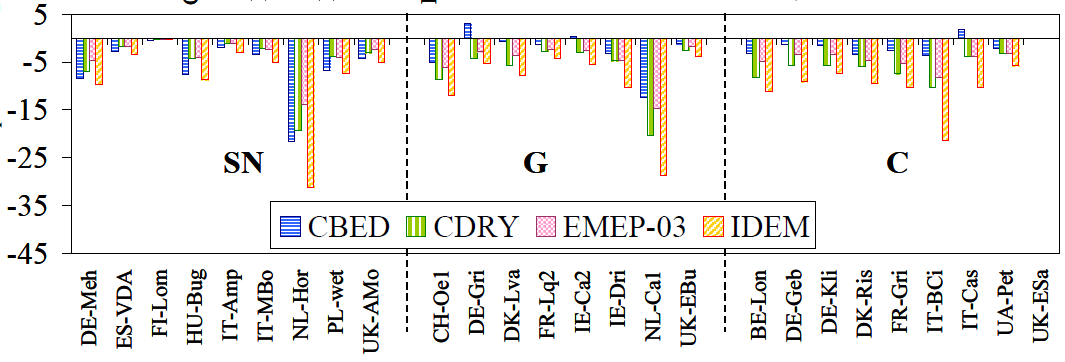 5
-5
-15
-25
-35
-45
SN
G
C
CBED CDRY EMEP-03 IDEM
DE-Meh
ES-VDA
FI-Lom
HU-Bug
IT-Amp
IT-MBo
NL-Hor
PL-wet
UK-AMo
CH-Oe1
DE-Gri
DK-Lva
FR-Lq2
IE-Ca2
IE-Dri
NL-Ca1
UK-EBu
BE-Lon
DE-Geb
DE-Kli
DK-Ris
FR-Gri
IT-BCi
IT-Cas
UA-Pet
UK-ESa